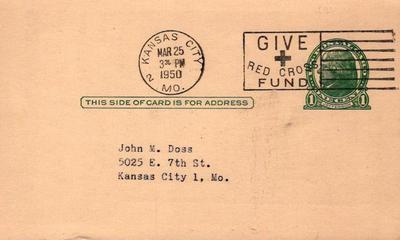 KANSAS CITY
MAR 25
3 PM
1950
2 MO.
GIVE
RED CROSS
FUND
1 1
THIS SIDE OF CARD IS FOR ADDRESS
John M. Doss
5025 E. 7th St.
Kansas City 1, Mo.